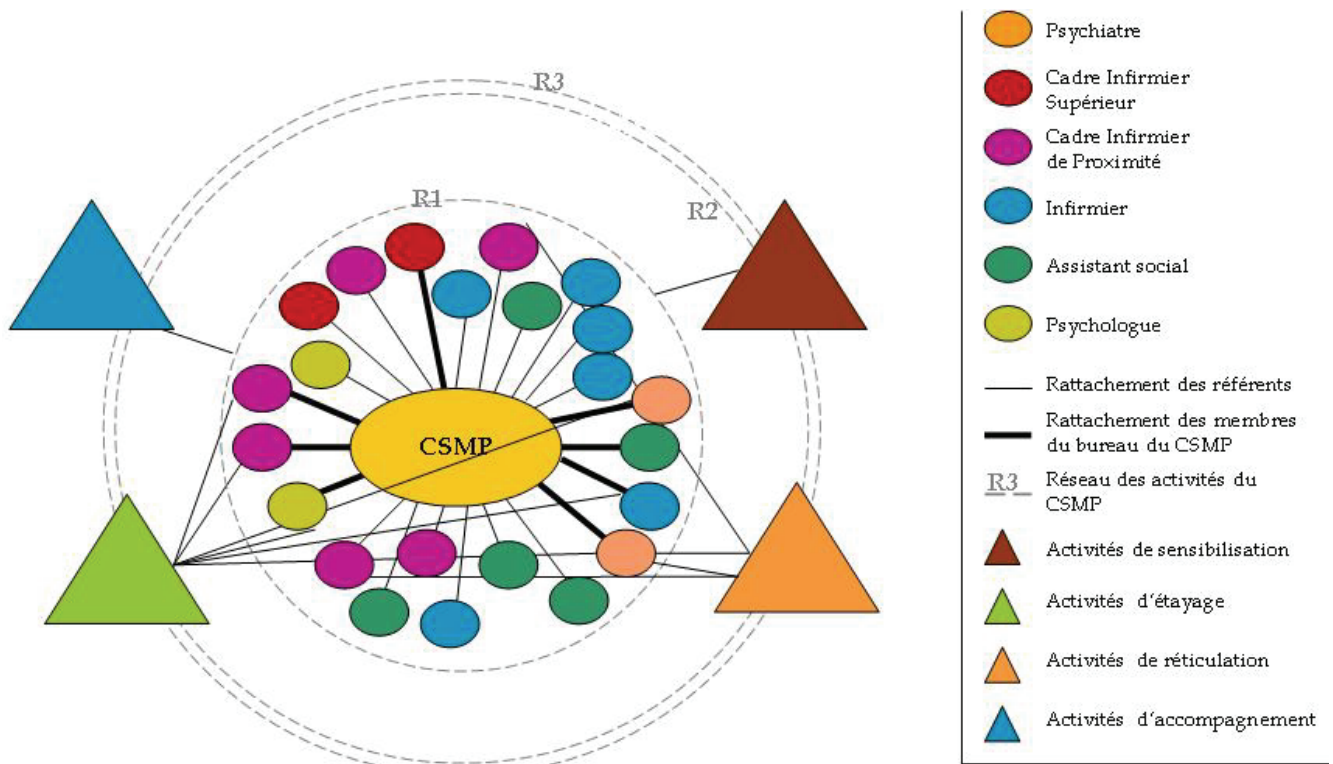 R3
R1
R2
CSMP
Psychiatre
Cadre Infirmier
Supérieur
Cadre Infirmier
de Proximité
Infirmier
Assistant social
Psychologue
Rattachement des référents
Rattachement des membres
du bureau du CSMP
R3 Réseau des activités du
CSMP
Activités de sensibilisation
Activités d'étayage
Activités de réticulation
Activités d'accompagnement